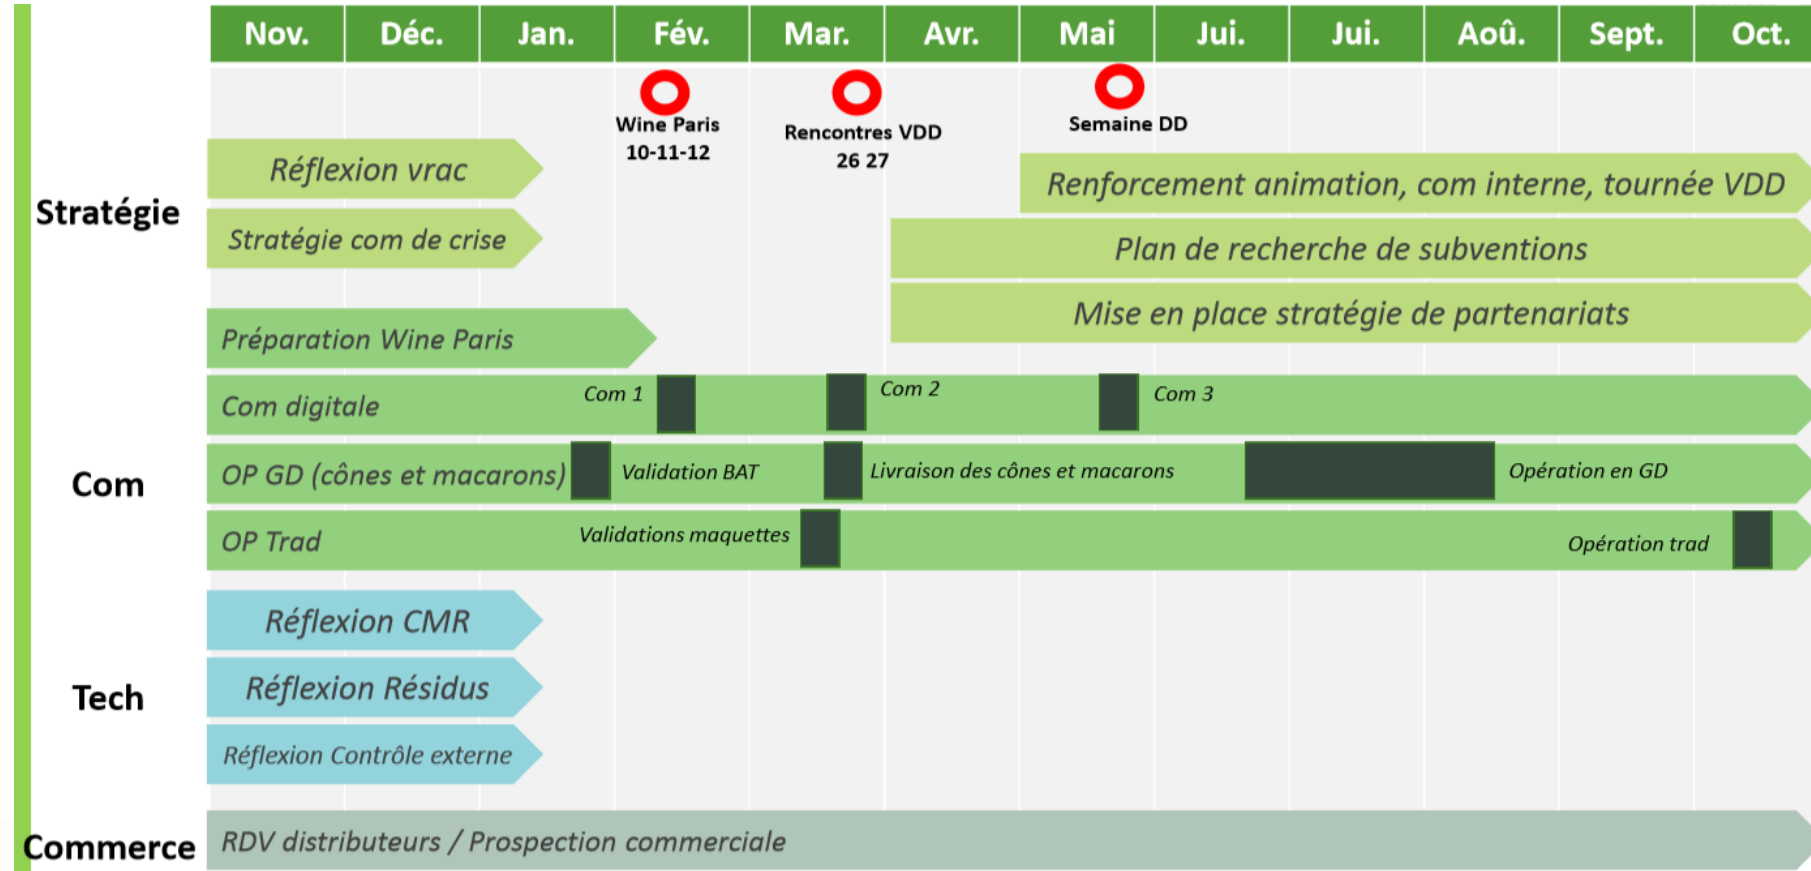 Nov. Déc. Jan. Fév. Mar. Avr. Mai Jui. Jui. Aoû. Sept. Oct.
Wine Paris
10-11-12
Rencontres VDD
26 27
Semaine DD
Stratégie
Réflexion vrac
Renforcement animation, com interne, tournée VDD
Stratégie com de crise
Plan de recherche de subventions
Mise en place stratégie de partenariats
Com
Préparation Wine Paris
Com digitale
Com 1
Com 2
Com 3
OP GD (cônes et macarons)
Validation BAT
Livraison des cônes et macarons
Opération en GD
OP Trad
Validations maquettes
Opération trad
Tech
Réflexion CMR
Réflexion Résidus
Réflexion Contrôle externe
Commerce
RDV distributeurs / Prospection commerciale